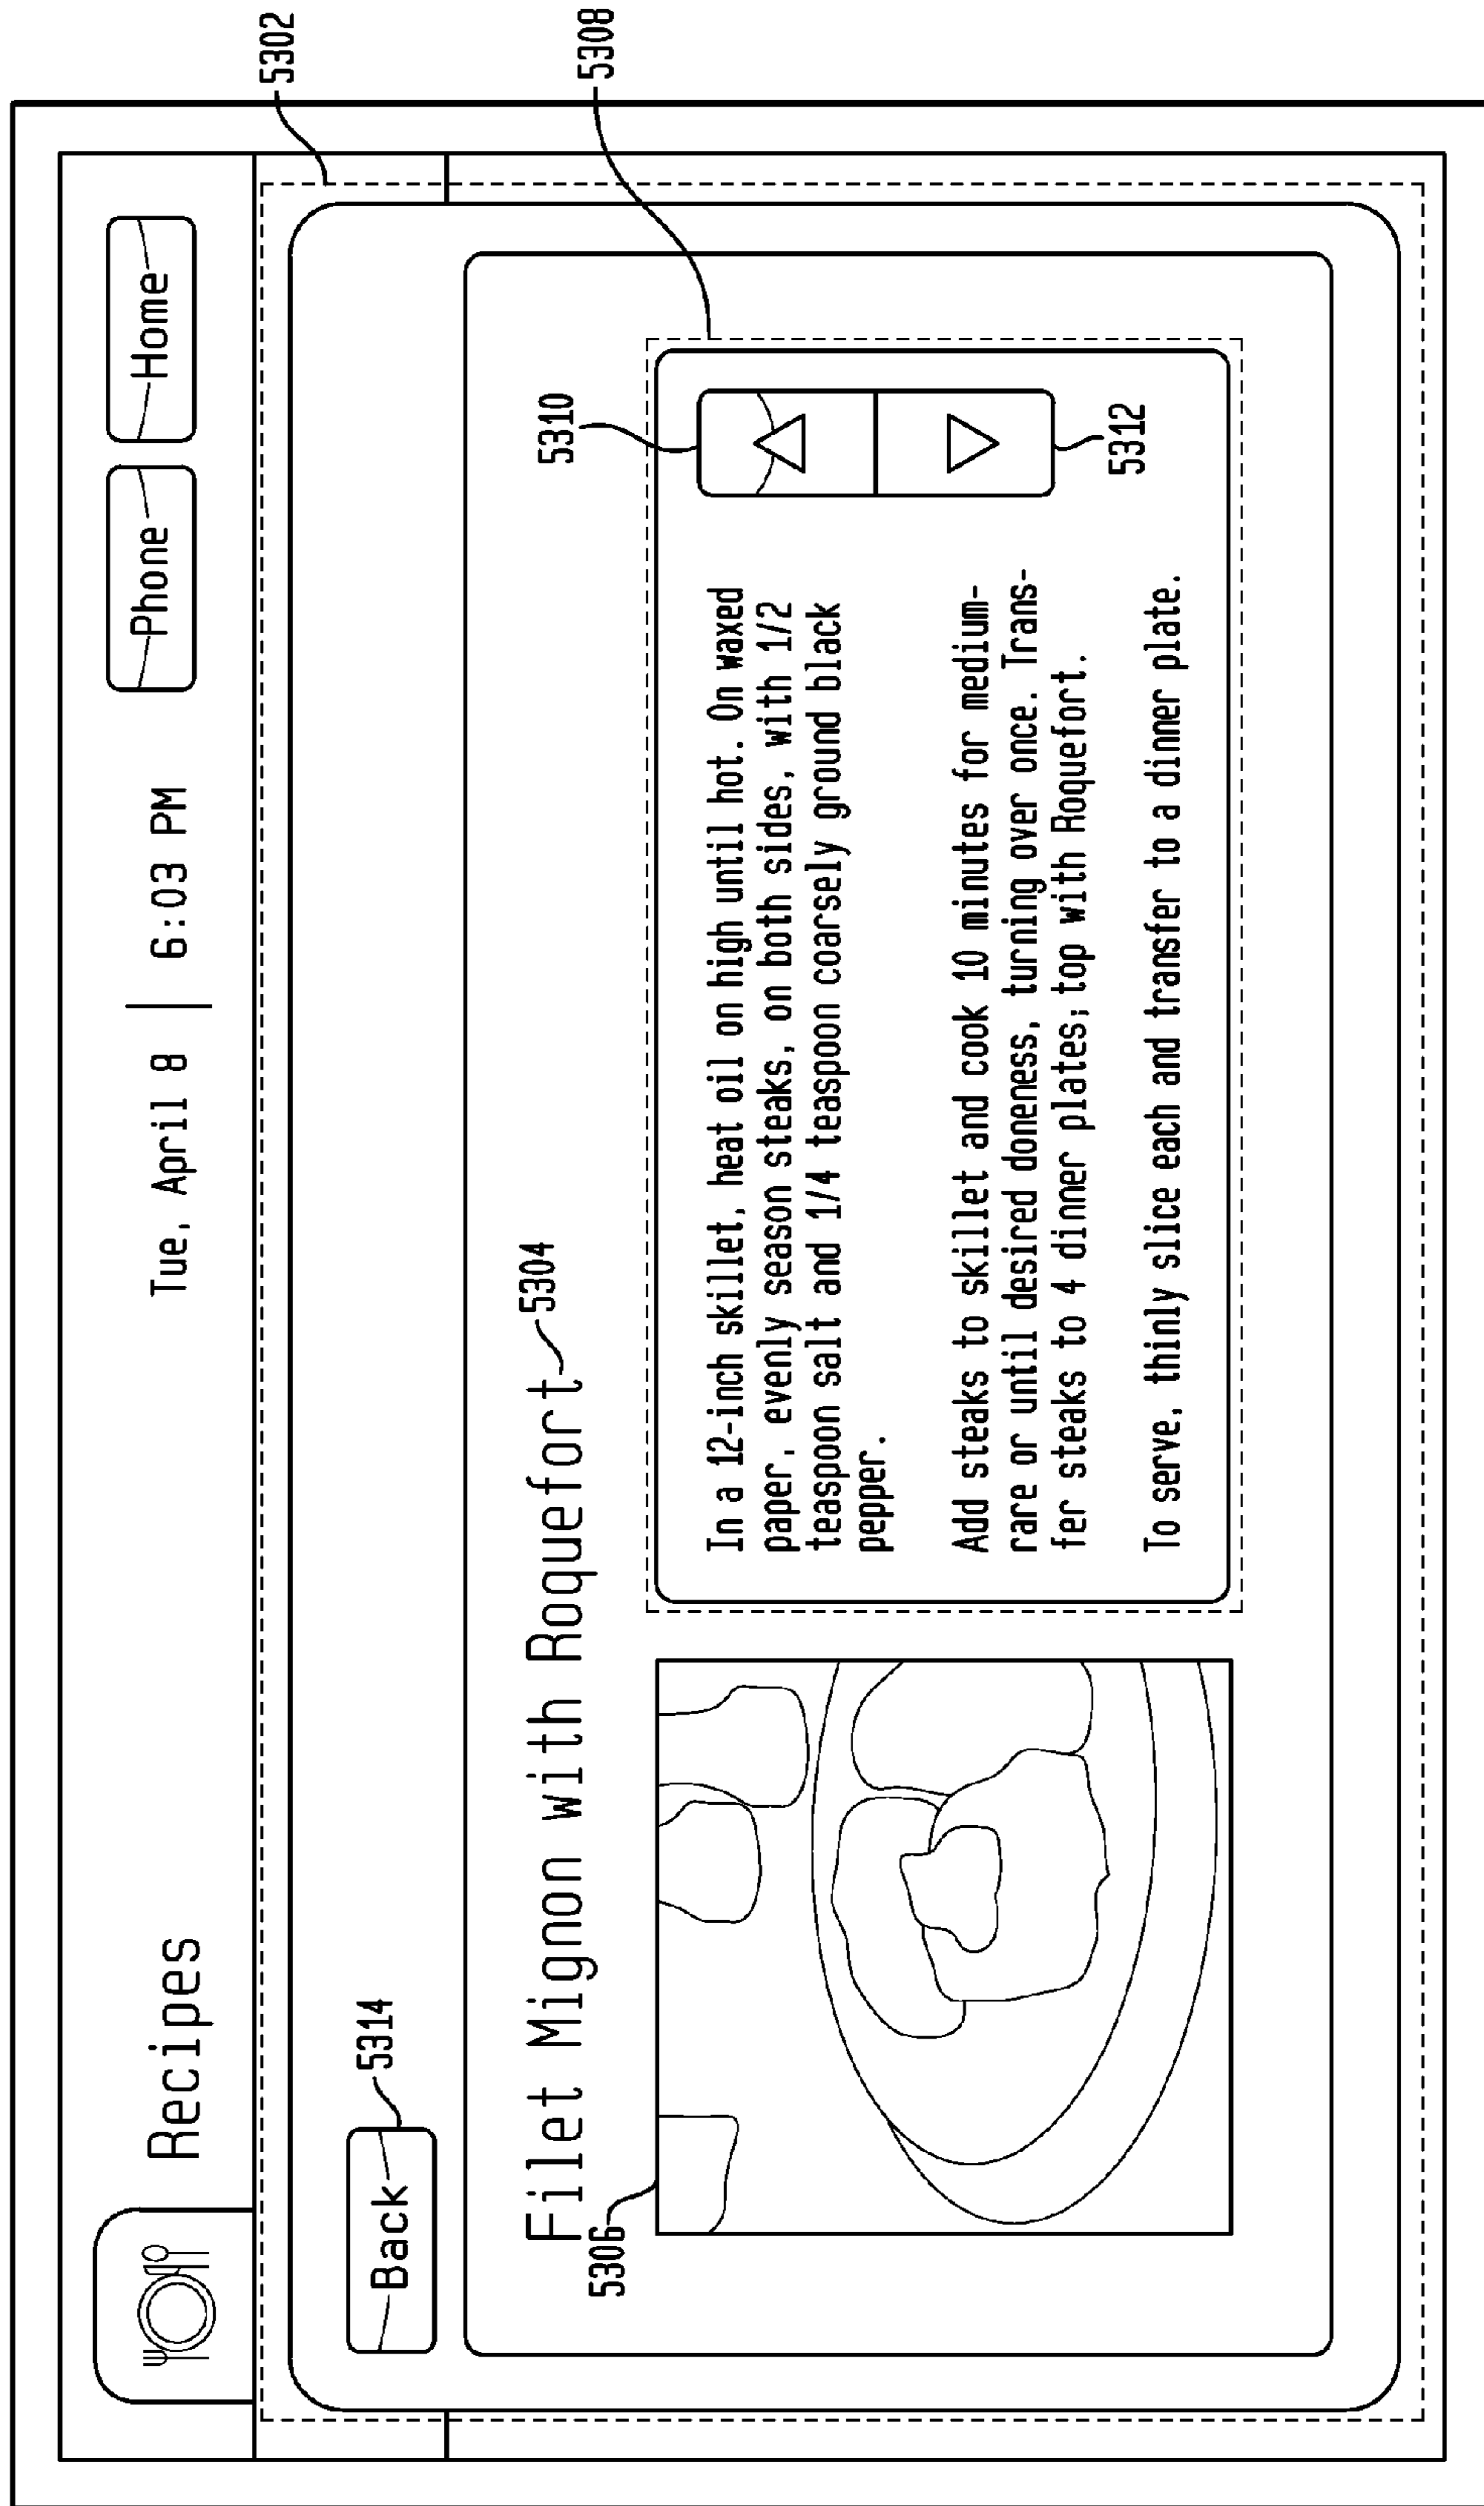 Recipes
Tue, April 8 | 6:03 PM
Phone
Home
5302
Back
5314
Filet Mignon with Roquefort
5304
5306
5308
5310
In a 12-inch skillet, heat oil on high until hot. On waxed
paper, evenly season steaks, on both sides, with 1/2
teaspoon salt and 1/4 teaspoon coarsely ground black
pepper.
Add steaks to skillet and cook 10 minutes for medium-
rare or until desired doneness, turning over once. Trans-
fer steaks to 4 dinner plates;top with Roquefort.
To serve, thinly slice each and transfer to a dinner plate.
5312